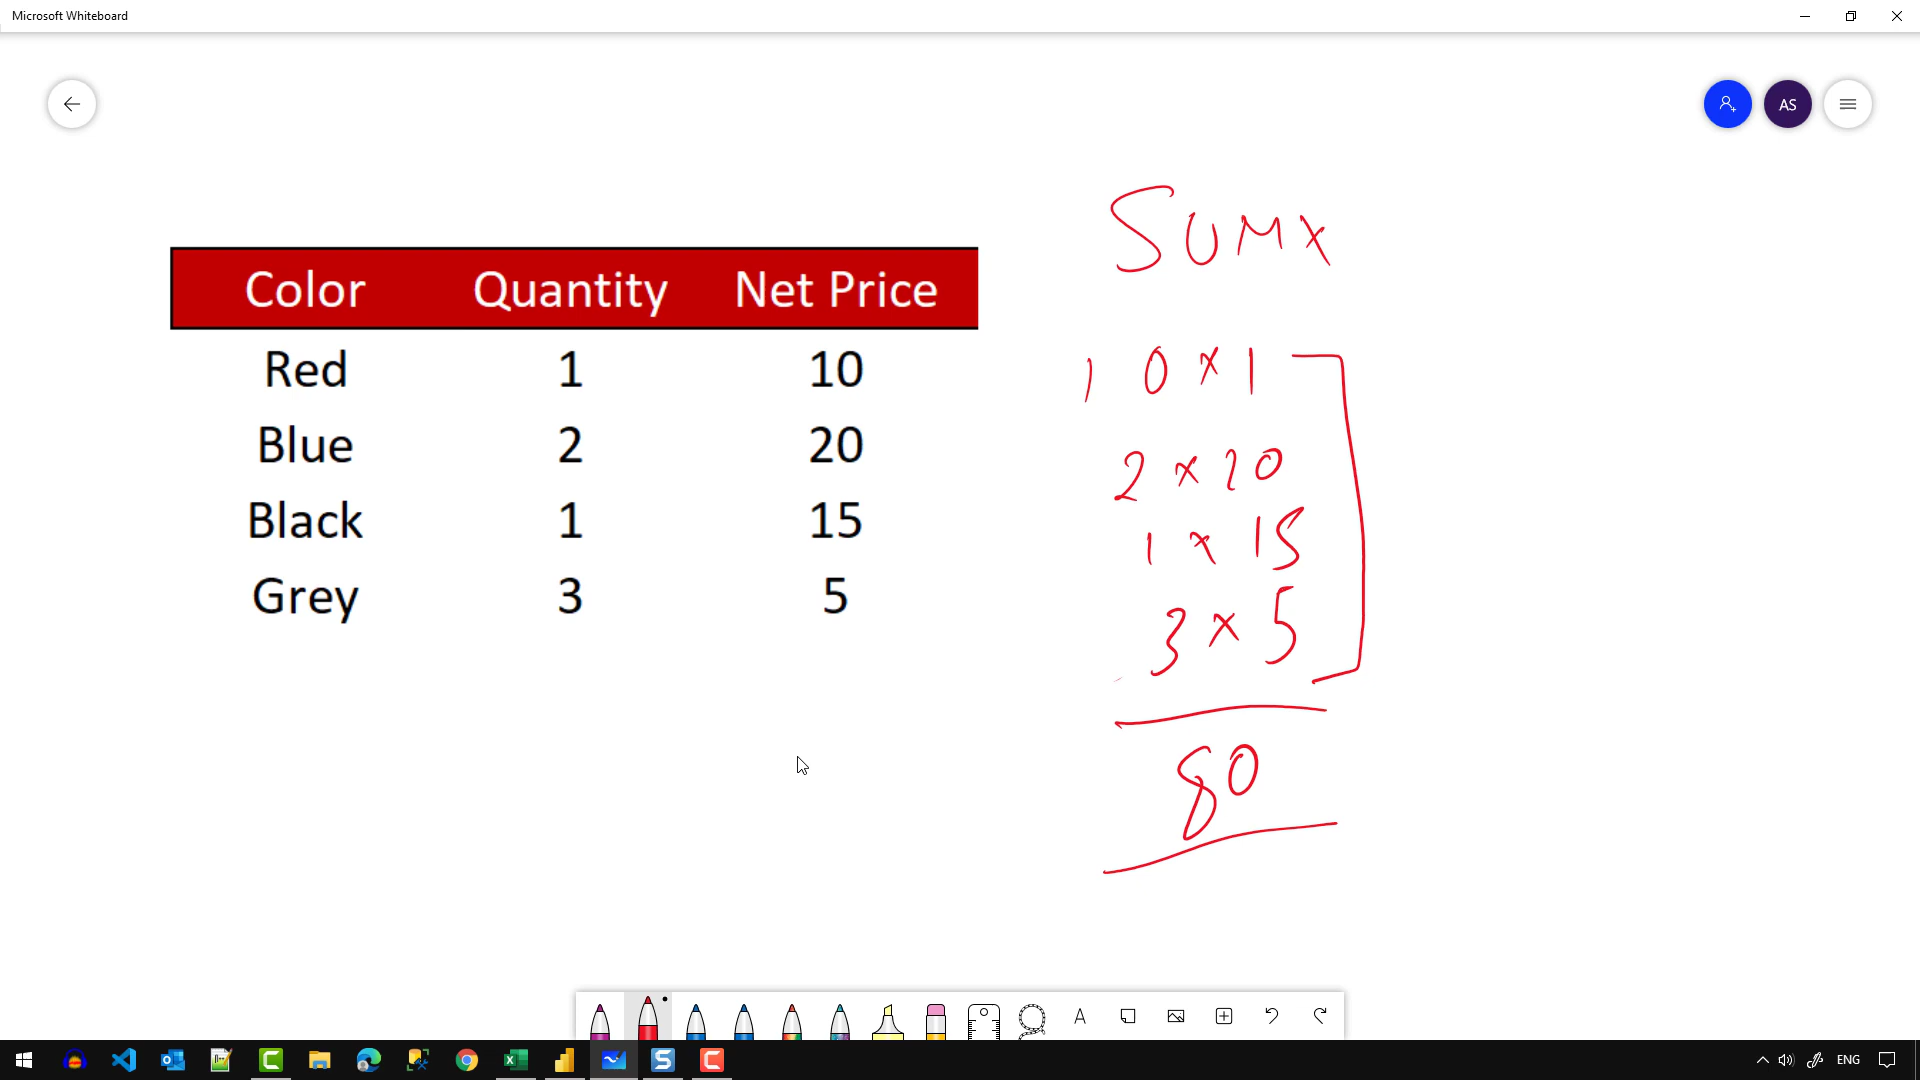 Microsoft Whiteboard
AS
SUMX
Color Quantity Net Price
Red 1 10
10 × 1
Blue 2 20
2 × 20
Black 1 15
1 × 15
Grey 3 5
3 × 5
80
A
ENG